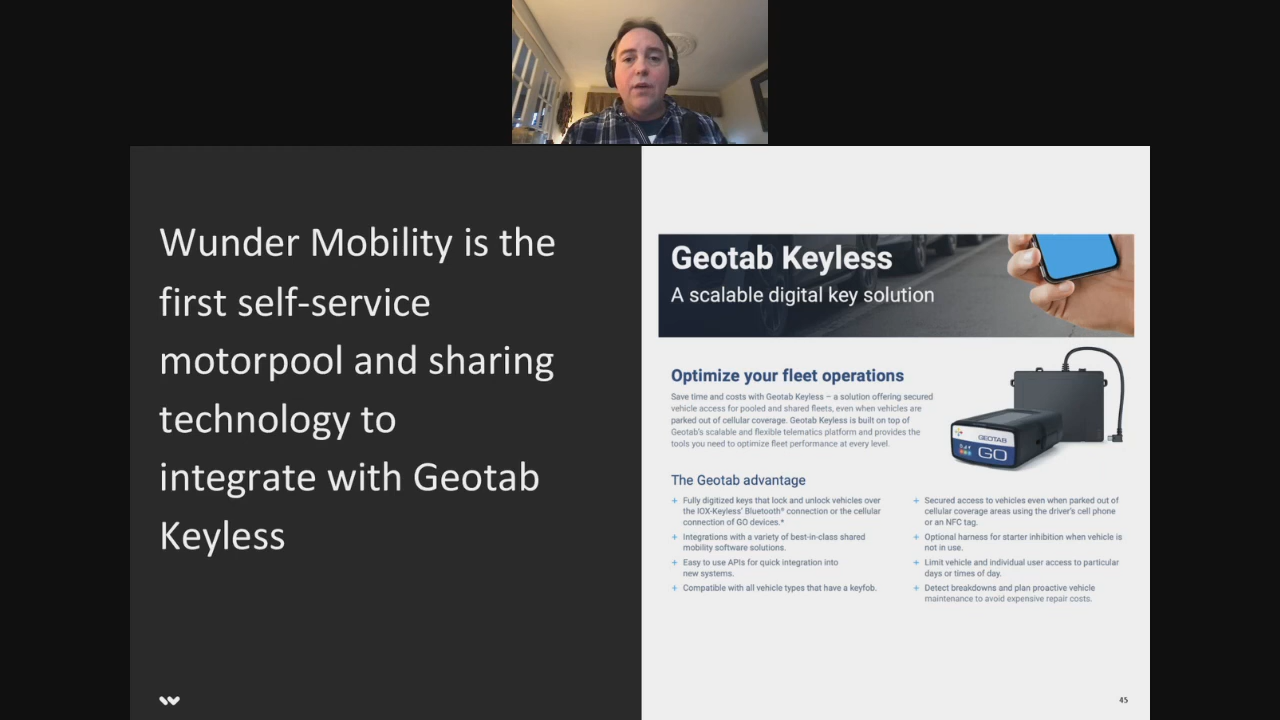 Wunder Mobility is the
first self-service
motorpool and sharing
technology to
integrate with Geotab
Keyless
Geotab Keyless
A scalable digital key solution
Optimize your fleet operations
Save time and costs with Geotab Keyless – a solution offering secured
vehicle access for pooled and shared fleets, even when vehicles are
parked out of cellular coverage. Geotab Keyless is built on top of
Geotab's scalable and flexible telematics platform and provides the
tools you need to optimize fleet performance at every level.
GEOTAB
GO
The Geotab advantage
+ Fully digitized keys that lock and unlock vehicles over
the IOX-Keyless' Bluetooth® connection or the cellular
connection of GO devices.*
+ Integrations with a variety of best-in-class shared
mobility software solutions.
+ Easy to use APIs for quick integration into
new systems.
+ Compatible with all vehicle types that have a keyfob.
+ Secured access to vehicles even when parked out of
cellular coverage areas using the driver's cell phone
or an NFC tag.
+ Optional harness for starter inhibition when vehicle is
not in use.
+ Limit vehicle and individual user access to particular
days or times of day.
+ Detect breakdowns and plan proactive vehicle
maintenance to avoid expensive repair costs.
45